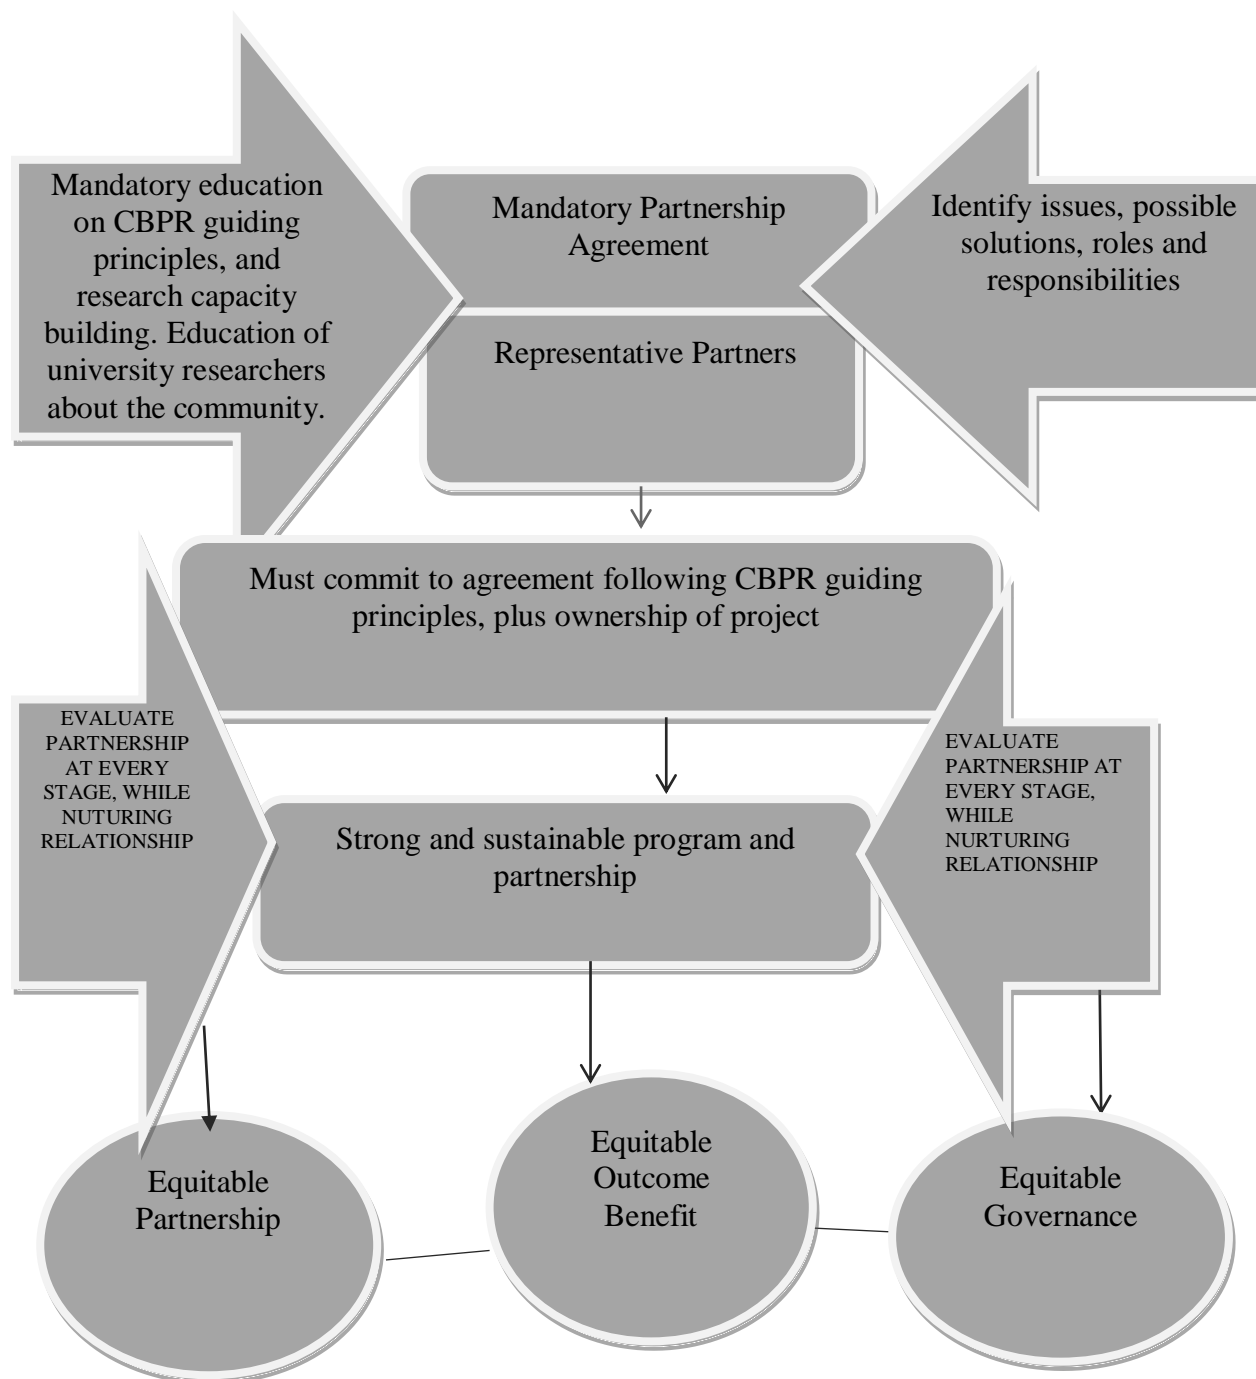 Mandatory education
on CBPR guiding
principles, and
research capacity
building. Education of
university researchers
about the community.
Mandatory Partnership
Agreement
Identify issues, possible
solutions, roles and
responsibilities
Representative Partners
Must commit to agreement following CBPR guiding
principles, plus ownership of project
EVALUATE
PARTNERSHIP
AT EVERY
STAGE, WHILE
NUTURING
RELATIONSHIP
Strong and sustainable program and
partnership
EVALUATE
PARTNERSHIP AT
EVERY STAGE,
WHILE
NURTURING
RELATIONSHIP
Equitable
Partnership
Equitable
Outcome
Benefit
Equitable
Governance